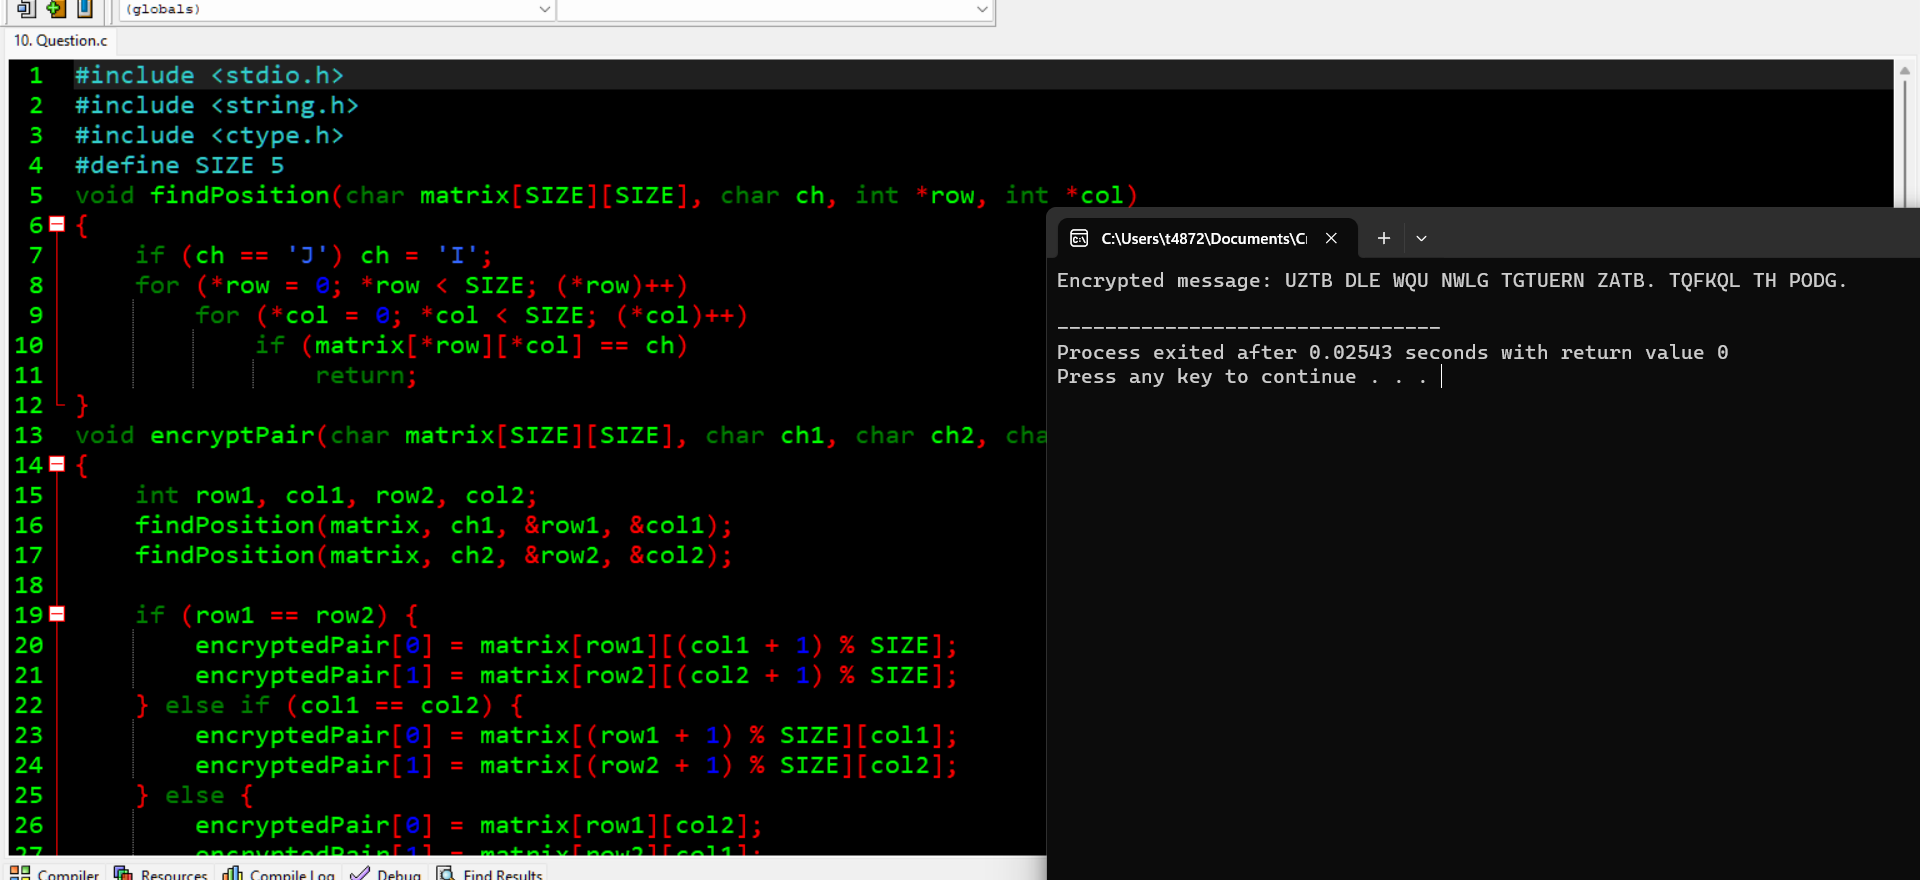 (globals)
10. Question.c
1 #include <stdio.h>
2 #include <string.h>
3 #include <ctype.h>
4 #define SIZE 5
5 void findPosition(char matrix[SIZE][SIZE], char ch, int *row, int *col)
6 {
7 if (ch == 'J') ch = 'I';
8 for (*row = 0; *row < SIZE; (*row)++)
9 for (*col = 0; *col < SIZE; (*col)++)
10 if (matrix[*row][*col] == ch)
11 return;
12 }
13 void encryptPair(char matrix[SIZE][SIZE], char ch1, char ch2, cha
14 {
15 int row1, col1, row2, col2;
16 findPosition(matrix, ch1, &row1, &col1);
17 findPosition(matrix, ch2, &row2, &col2);
18
19 if (row1 == row2) {
20 encryptedPair[0] = matrix[row1][(col1 + 1) % SIZE];
21 encryptedPair[1] = matrix[row2][(col2 + 1) % SIZE];
22 } else if (col1 == col2) {
23 encryptedPair[0] = matrix[(row1 + 1) % SIZE][col1];
24 encryptedPair[1] = matrix[(row2 + 1) % SIZE][col2];
25 } else {
26 encryptedPair[0] = matrix[row1][col2];
27 encryptedPair[1] = matrix[row2][col1];
Compiler Resources Compile Log Debug Find Results
C:\Users\t4872\Documents\C
Encrypted message: UZTB DLE WQU NWLG TGTUERN ZATB. TQFKQL TH PODG.
--------------------------------
Process exited after 0.02543 seconds with return value 0
Press any key to continue . . .